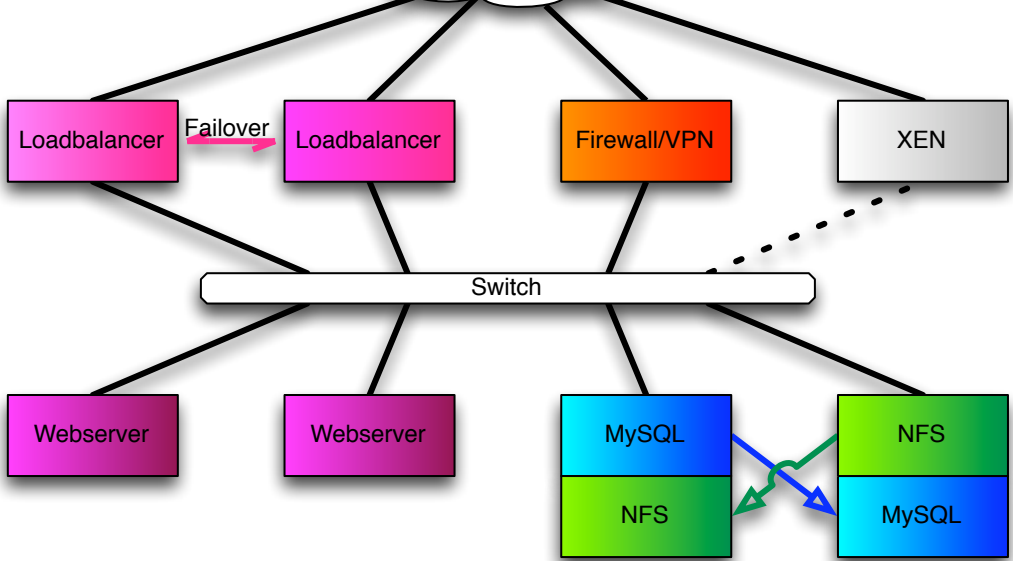 Loadbalancer
Failover
Loadbalancer
Firewall/VPN
XEN
Switch
Webserver
Webserver
MySQL
NFS
NFS
MySQL